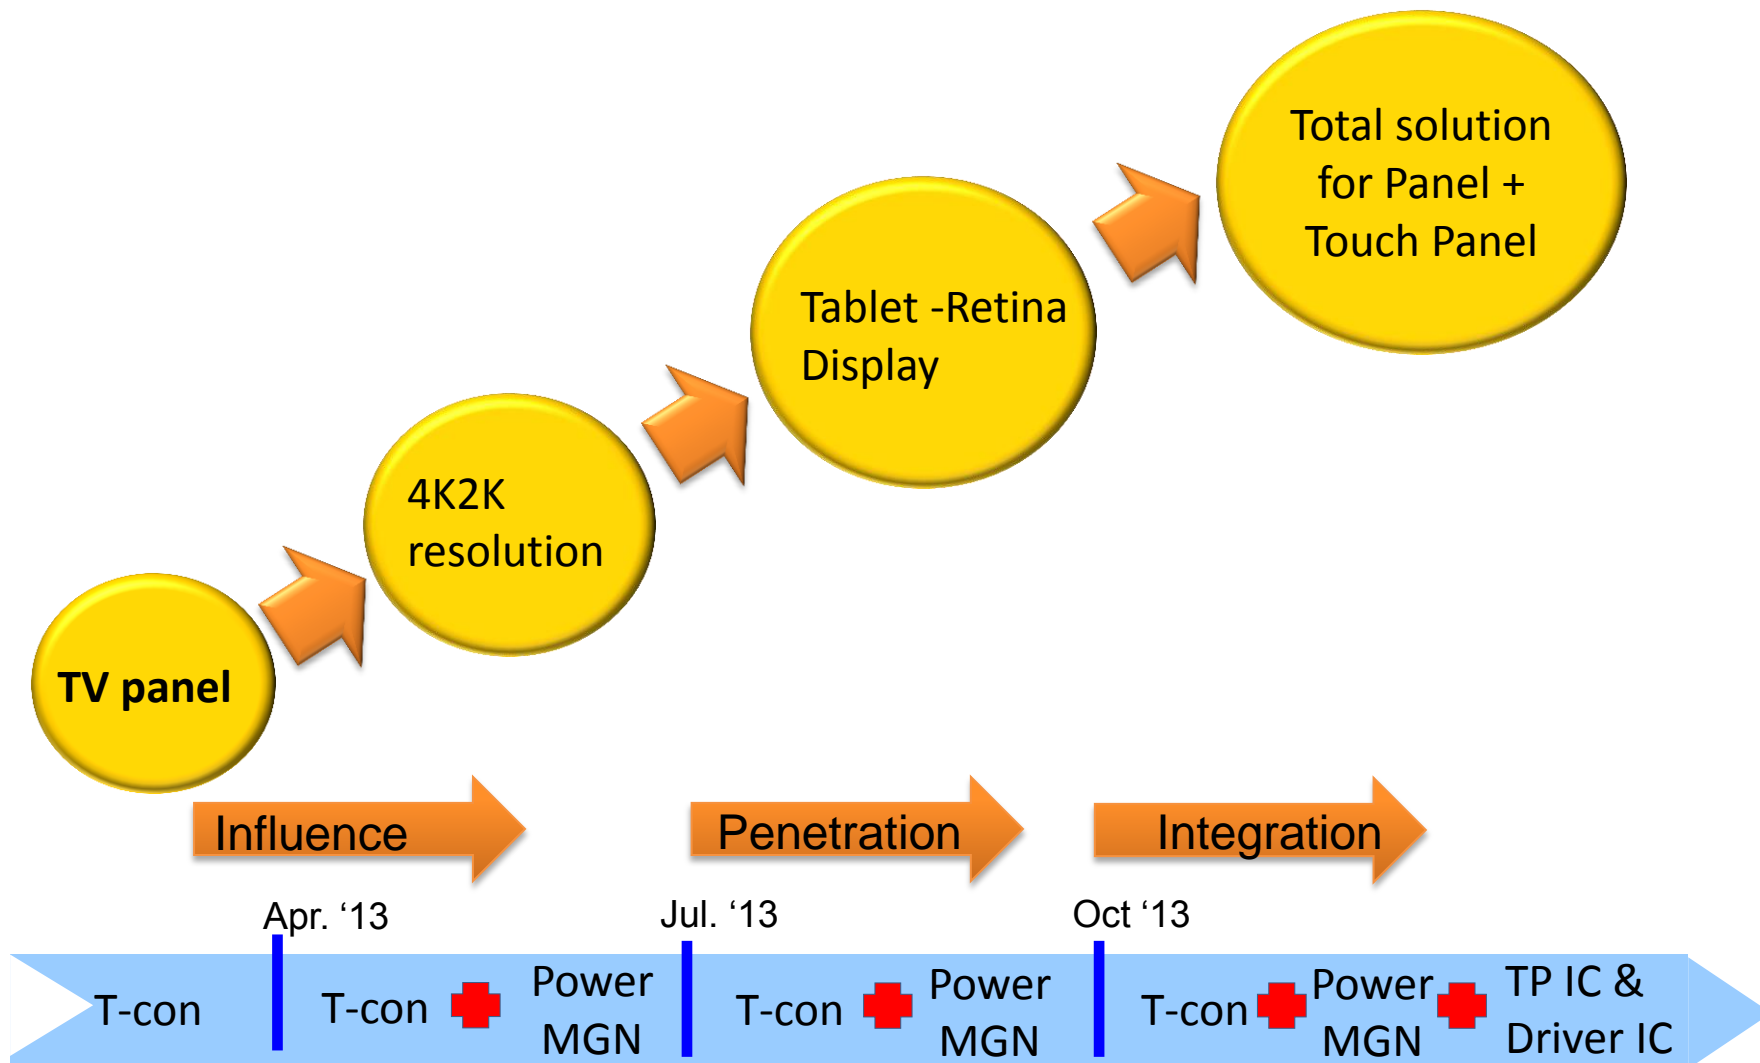 Total solution
for Panel +
Touch Panel
Tablet -Retina
Display
4K2K
resolution
TV panel
Influence
Penetration
Integration
Apr. ‘13
Jul. ‘13
Oct ‘13
T-con
T-con
Power
MGN
T-con
Power
MGN
T-con
Power
MGN
TP IC &
Driver IC